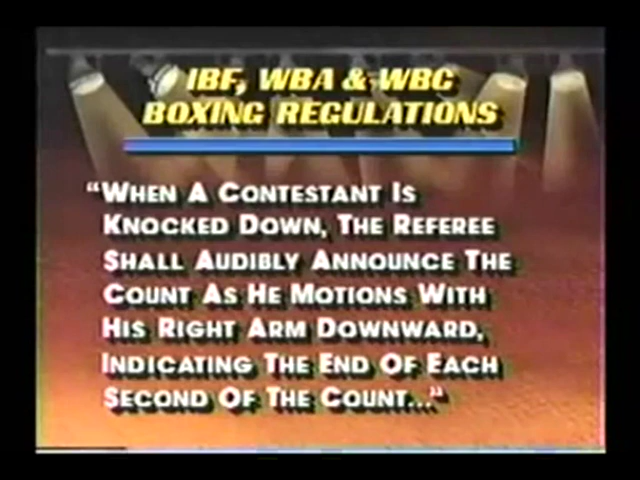 IBF, WBA & WBC
BOXING REGULATIONS
“WHEN A CONTESTANT IS
KNOCKED DOWN, THE REFEREE
SHALL AUDIBLY ANNOUNCE THE
COUNT AS HE MOTIONS WITH
HIS RIGHT ARM DOWNWARD,
INDICATING THE END OF EACH
SECOND OF THE COUNT...”